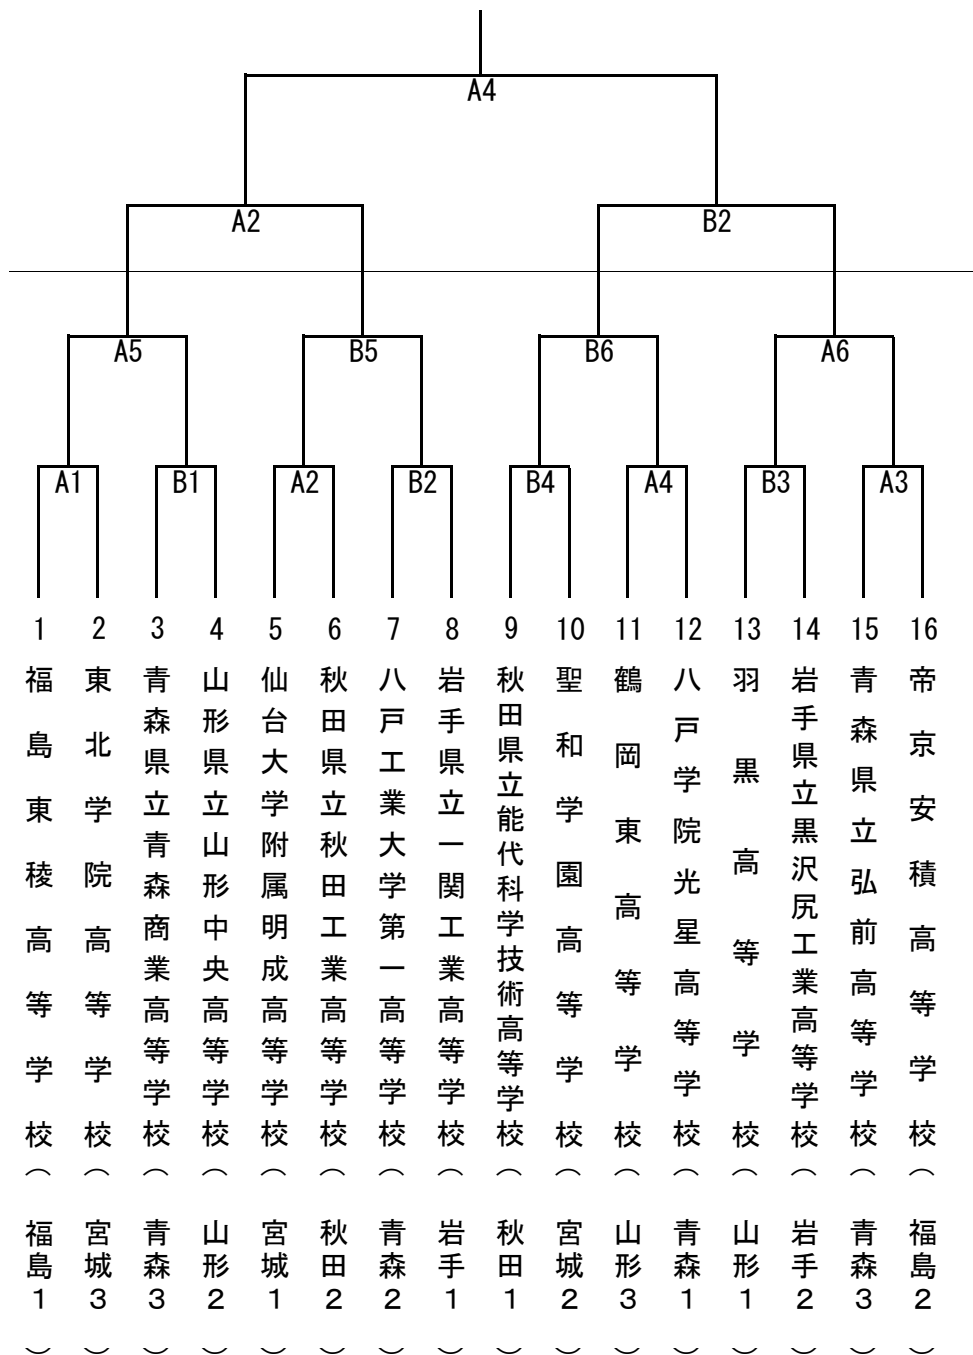 A4
A2 B2
A5 B5 B6 A6
A1 B1 A2 B2 B4 A4 B3 A3
1 福島東稜高等学校（福島１）
2 東北学院高等学校（宮城３）
3 青森県立青森商業高等学校（青森３）
4 山形県立山形中央高等学校（山形２）
5 仙台大学附属明成高等学校（宮城１）
6 秋田県立秋田工業高等学校（秋田２）
7 八戸工業大学第一高等学校（青森２）
8 岩手県立一関工業高等学校（岩手１）
9 秋田県立能代科学技術高等学校（秋田１）
10 聖和学園高等学校（宮城２）
11 鶴岡東高等学校（山形３）
12 八戸学院光星高等学校（青森１）
13 羽黒高等学校（山形１）
14 岩手県立黒沢尻工業高等学校（岩手２）
15 青森県立弘前高等学校（青森３）
16 帝京安積高等学校（福島２）